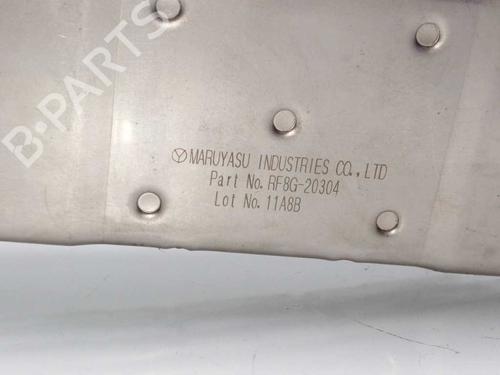 B-PARTS
MARUYASU INDUSTRIES CO.,LTD
Part No.RF8G-20304
Lot No.11A8B